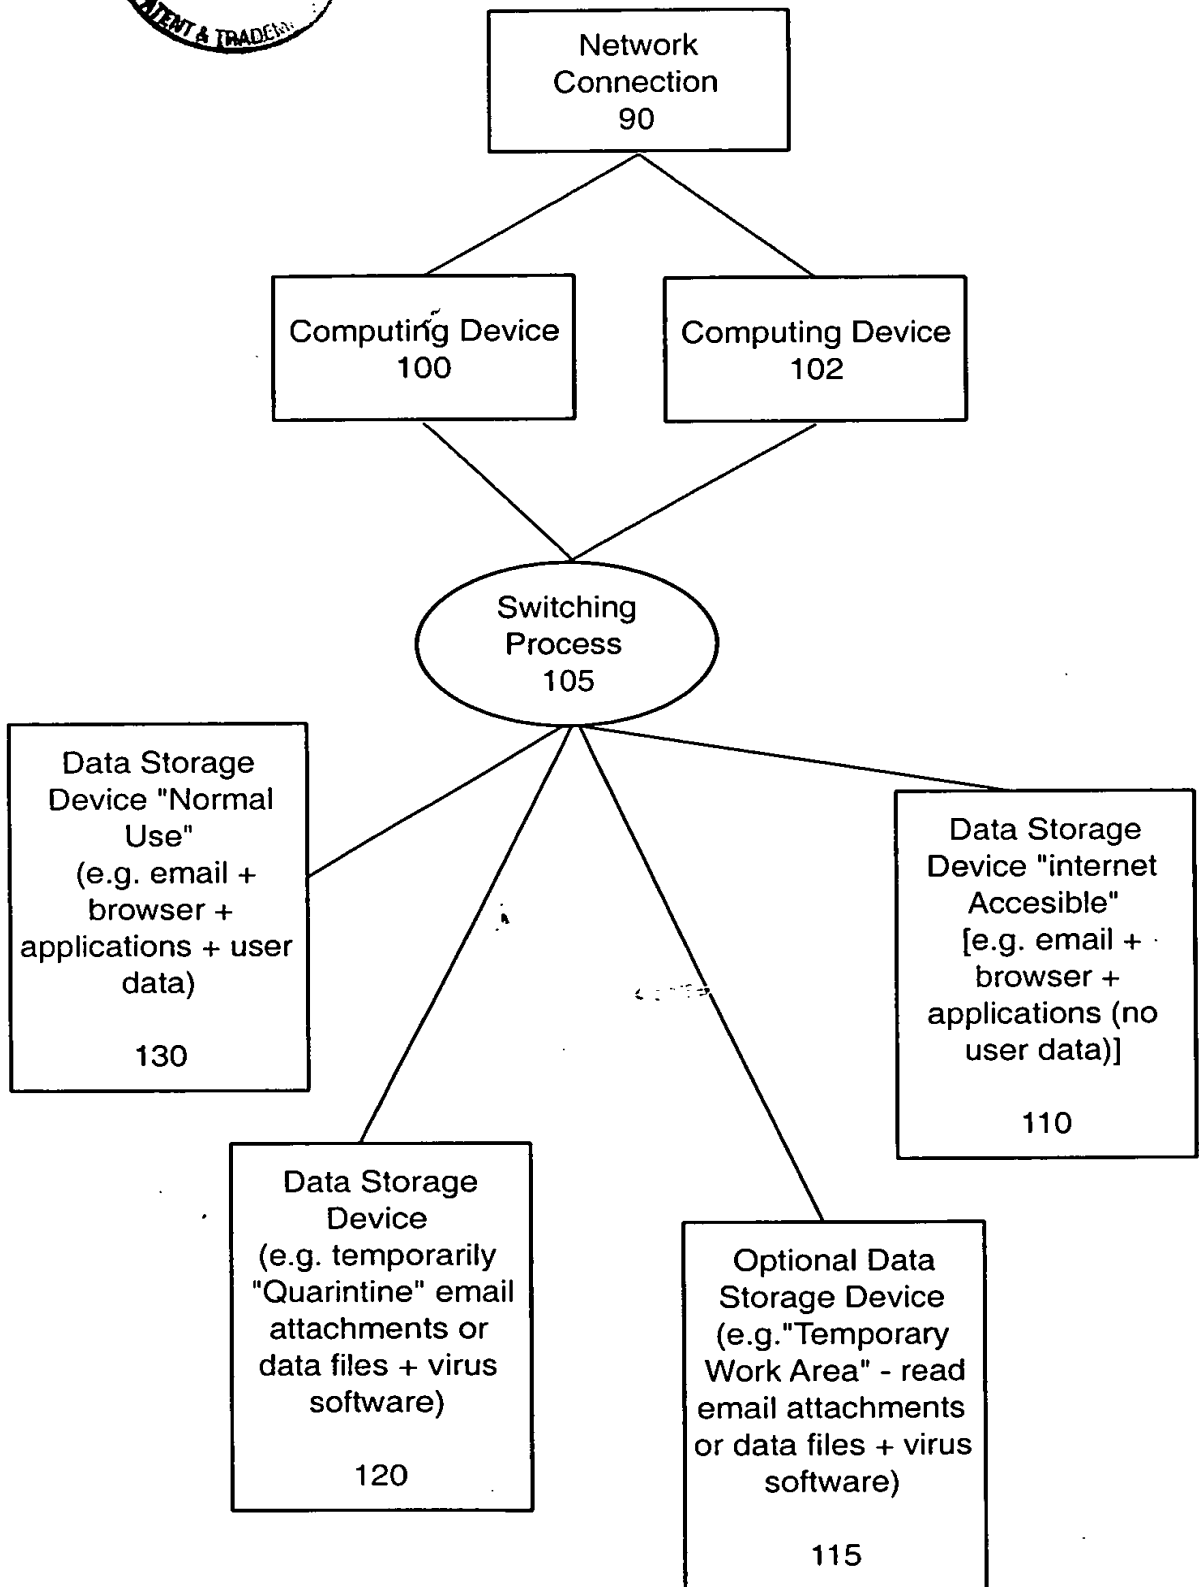 PATENT & TRADEM
Network
Connection
90
Computing Device
100
Computing Device
102
Switching
Process
105
Data Storage
Device "Normal
Use"
(e.g. email +
browser +
applications + user
data)
130
Data Storage
Device "internet
Accesible"
[e.g. email +
browser +
applications (no
user data)]
110
Data Storage
Device
(e.g. temporarily
"Quarintine" email
attachments or
data files + virus
software)
120
Optional Data
Storage Device
(e.g."Temporary
Work Area" - read
email attachments
or data files + virus
software)
115